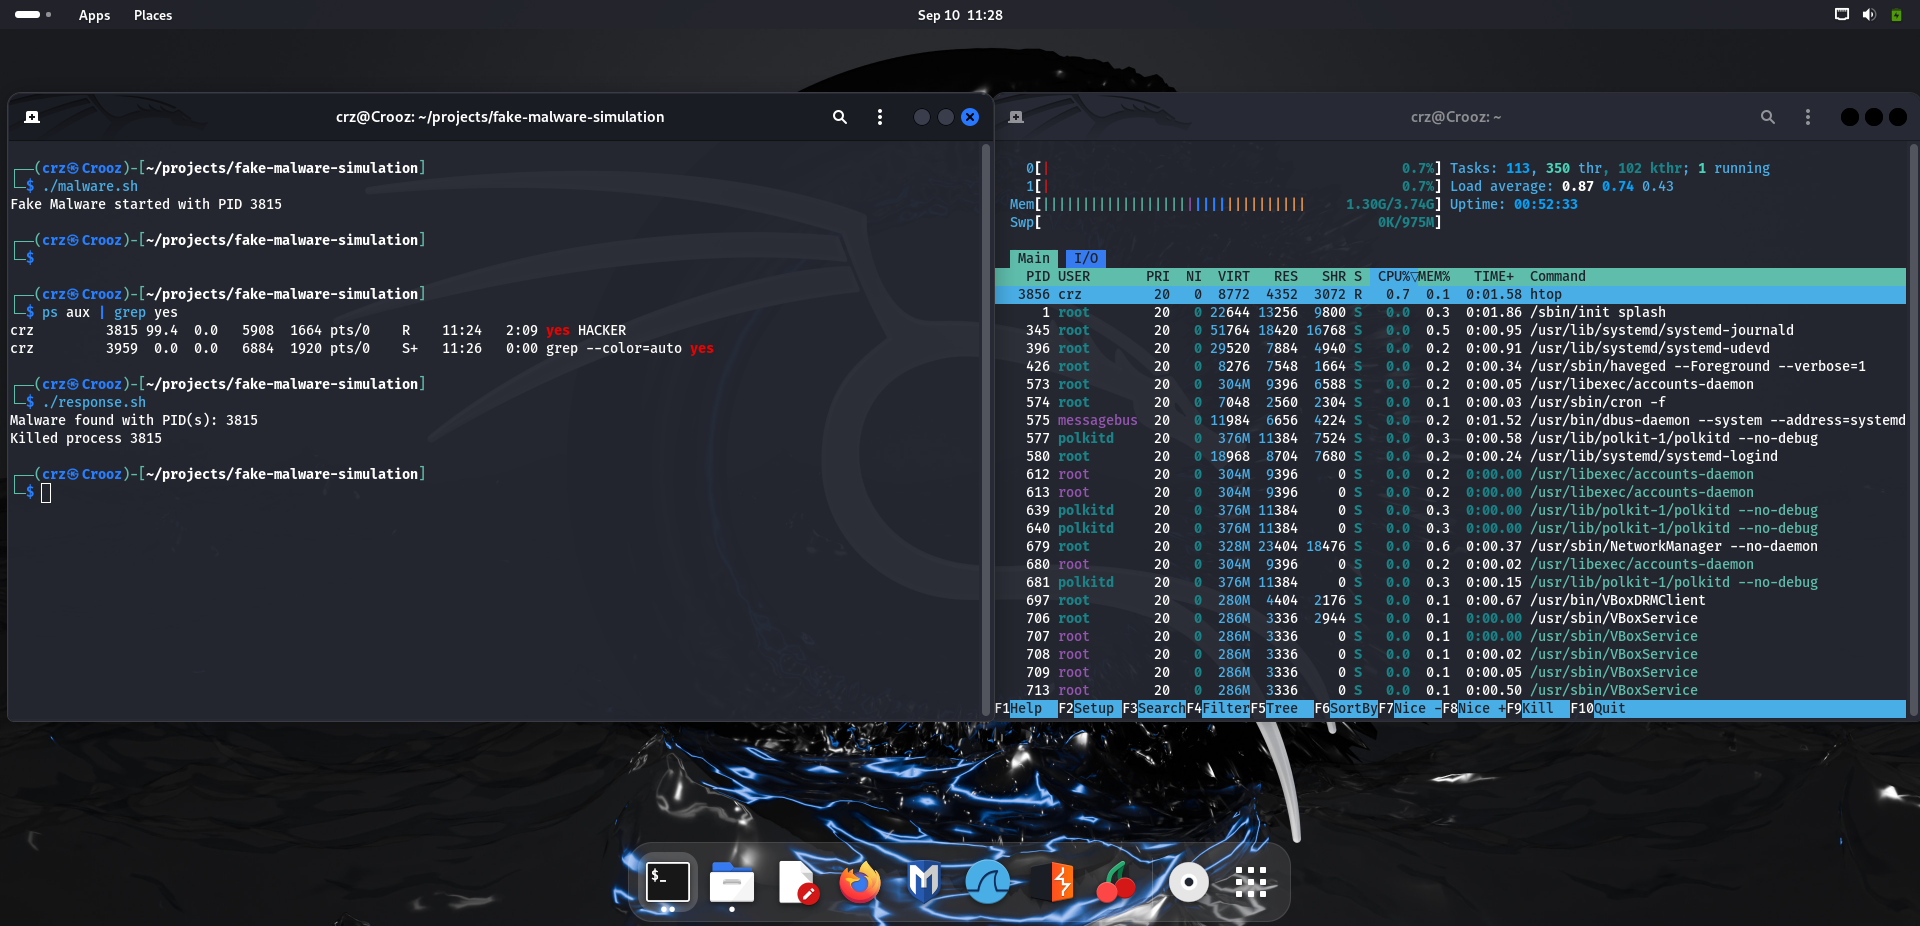 Apps Places Sep 10 11:28
crz@Crooz: ~/projects/fake-malware-simulation
┌──(crz㉿Crooz)-[~/projects/fake-malware-simulation]
└─$ ./malware.sh
Fake Malware started with PID 3815
┌──(crz㉿Crooz)-[~/projects/fake-malware-simulation]
└─$
┌──(crz㉿Crooz)-[~/projects/fake-malware-simulation]
└─$ ps aux | grep yes
crz 3815 99.4 0.0 5908 1664 pts/0 R 11:24 2:09 yes HACKER
crz 3959 0.0 0.0 6884 1920 pts/0 S+ 11:26 0:00 grep --color=auto yes
┌──(crz㉿Crooz)-[~/projects/fake-malware-simulation]
└─$ ./response.sh
Malware found with PID(s): 3815
Killed process 3815
┌──(crz㉿Crooz)-[~/projects/fake-malware-simulation]
└─$
crz@Crooz: ~
0[| 0.7%] Tasks: 113, 350 thr, 102 kthr; 1 running
1[| 0.7%] Load average: 0.87 0.74 0.43
Mem[||||||||||||||||||||||||||||||||| 1.30G/3.74G] Uptime: 00:52:33
Swp[ 0K/975M]
Main I/O
PID USER PRI NI VIRT RES SHR S CPU%▽MEM% TIME+ Command
3856 crz 20 0 8772 4352 3072 R 0.7 0.1 0:01.58 htop
1 root 20 0 22644 13256 9800 S 0.0 0.3 0:01.86 /sbin/init splash
345 root 20 0 51764 18420 16768 S 0.0 0.5 0:00.95 /usr/lib/systemd/systemd-journald
396 root 20 0 29520 7884 4940 S 0.0 0.2 0:00.91 /usr/lib/systemd/systemd-udevd
426 root 20 0 8276 7548 1664 S 0.0 0.2 0:00.34 /usr/sbin/haveged --Foreground --verbose=1
573 root 20 0 304M 9396 6588 S 0.0 0.2 0:00.05 /usr/libexec/accounts-daemon
574 root 20 0 7048 2560 2304 S 0.0 0.1 0:00.03 /usr/sbin/cron -f
575 messagebus 20 0 11984 6656 4224 S 0.0 0.2 0:01.52 /usr/bin/dbus-daemon --system --address=systemd
577 polkitd 20 0 376M 11384 7524 S 0.0 0.3 0:00.58 /usr/lib/polkit-1/polkitd --no-debug
580 root 20 0 18968 8704 7680 S 0.0 0.2 0:00.24 /usr/lib/systemd/systemd-logind
612 root 20 0 304M 9396 0 S 0.0 0.2 0:00.00 /usr/libexec/accounts-daemon
613 root 20 0 304M 9396 0 S 0.0 0.2 0:00.00 /usr/libexec/accounts-daemon
639 polkitd 20 0 376M 11384 0 S 0.0 0.3 0:00.00 /usr/lib/polkit-1/polkitd --no-debug
640 polkitd 20 0 376M 11384 0 S 0.0 0.3 0:00.00 /usr/lib/polkit-1/polkitd --no-debug
679 root 20 0 328M 23404 18476 S 0.0 0.6 0:00.37 /usr/sbin/NetworkManager --no-daemon
680 root 20 0 304M 9396 0 S 0.0 0.2 0:00.02 /usr/libexec/accounts-daemon
681 polkitd 20 0 376M 11384 0 S 0.0 0.3 0:00.15 /usr/lib/polkit-1/polkitd --no-debug
697 root 20 0 280M 4404 2176 S 0.0 0.1 0:00.67 /usr/bin/VBoxDRMClient
706 root 20 0 286M 3336 2944 S 0.0 0.1 0:00.00 /usr/sbin/VBoxService
707 root 20 0 286M 3336 0 S 0.0 0.1 0:00.00 /usr/sbin/VBoxService
708 root 20 0 286M 3336 0 S 0.0 0.1 0:00.02 /usr/sbin/VBoxService
709 root 20 0 286M 3336 0 S 0.0 0.1 0:00.05 /usr/sbin/VBoxService
713 root 20 0 286M 3336 0 S 0.0 0.1 0:00.50 /usr/sbin/VBoxService
F1Help F2Setup F3SearchF4FilterF5Tree F6SortByF7Nice -F8Nice +F9Kill F10Quit
$_